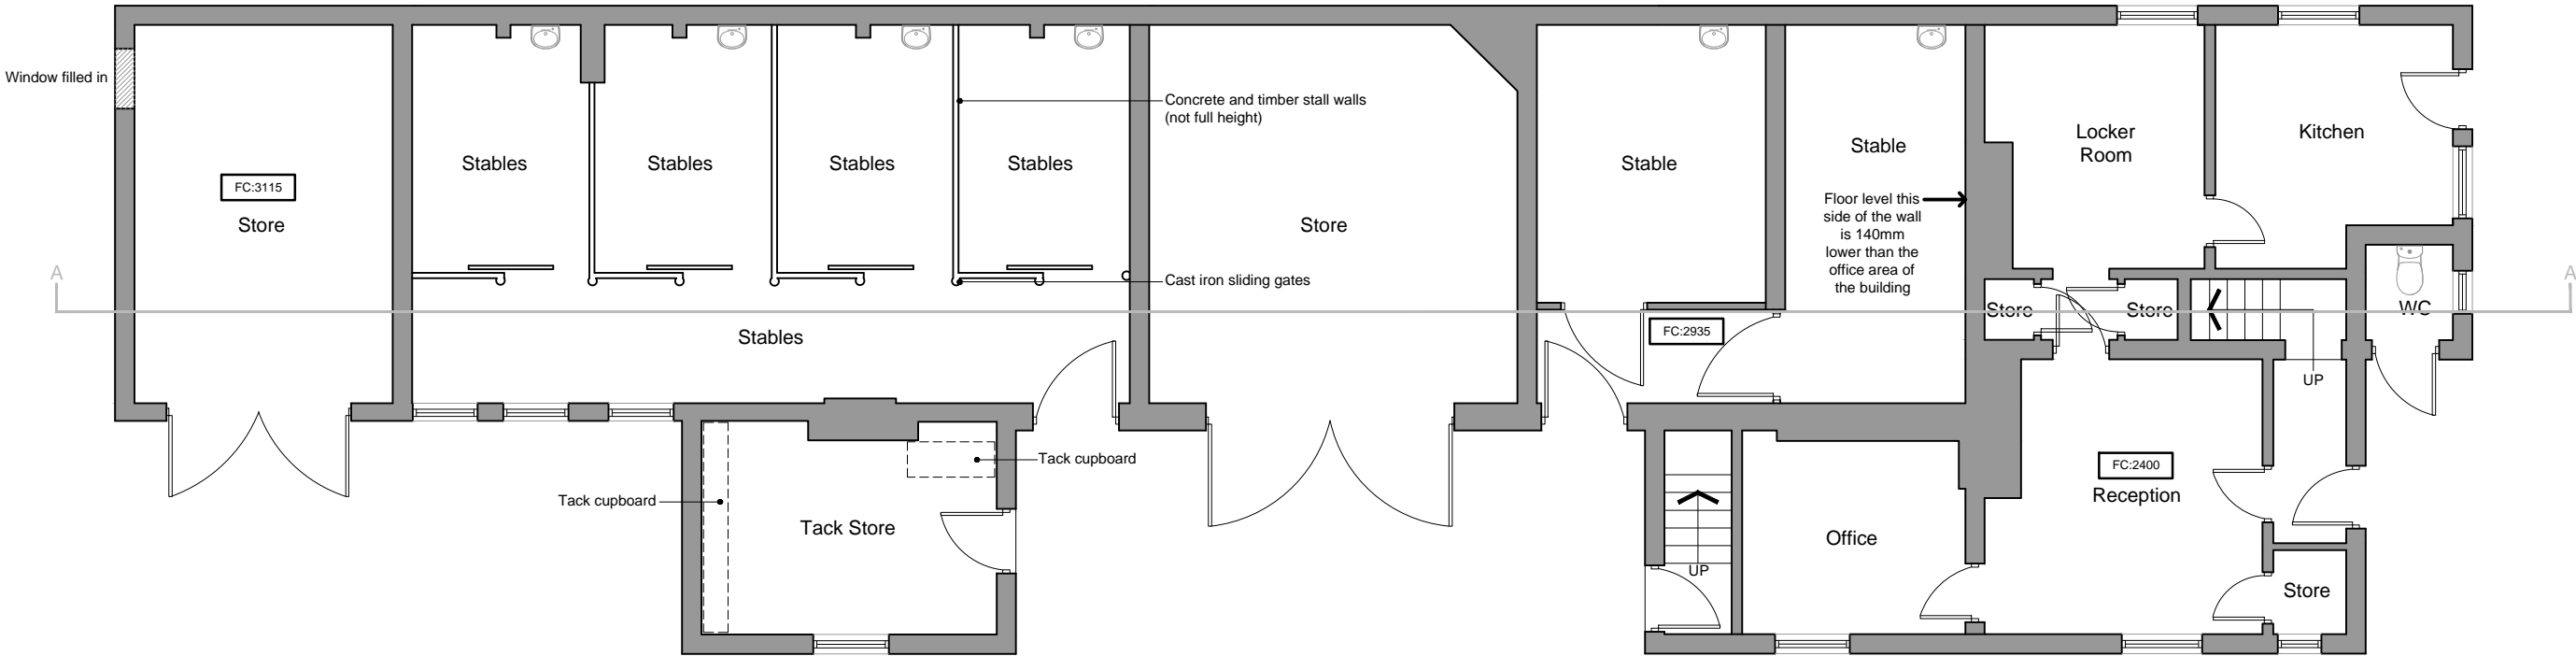 Window filled in
FC:3115
Store
Stables
Stables
Stables
Stables
Concrete and timber stall walls
(not full height)
Cast iron sliding gates
Stables
Store
Stable
Stable
Floor level this
side of the wall
is 140mm
lower than the
office area of
the building
FC:2935
Locker
Room
Kitchen
Store
Store
WC
A
A
UP
Tack cupboard
Tack cupboard
Tack Store
UP
Office
FC:2400
Reception
Store